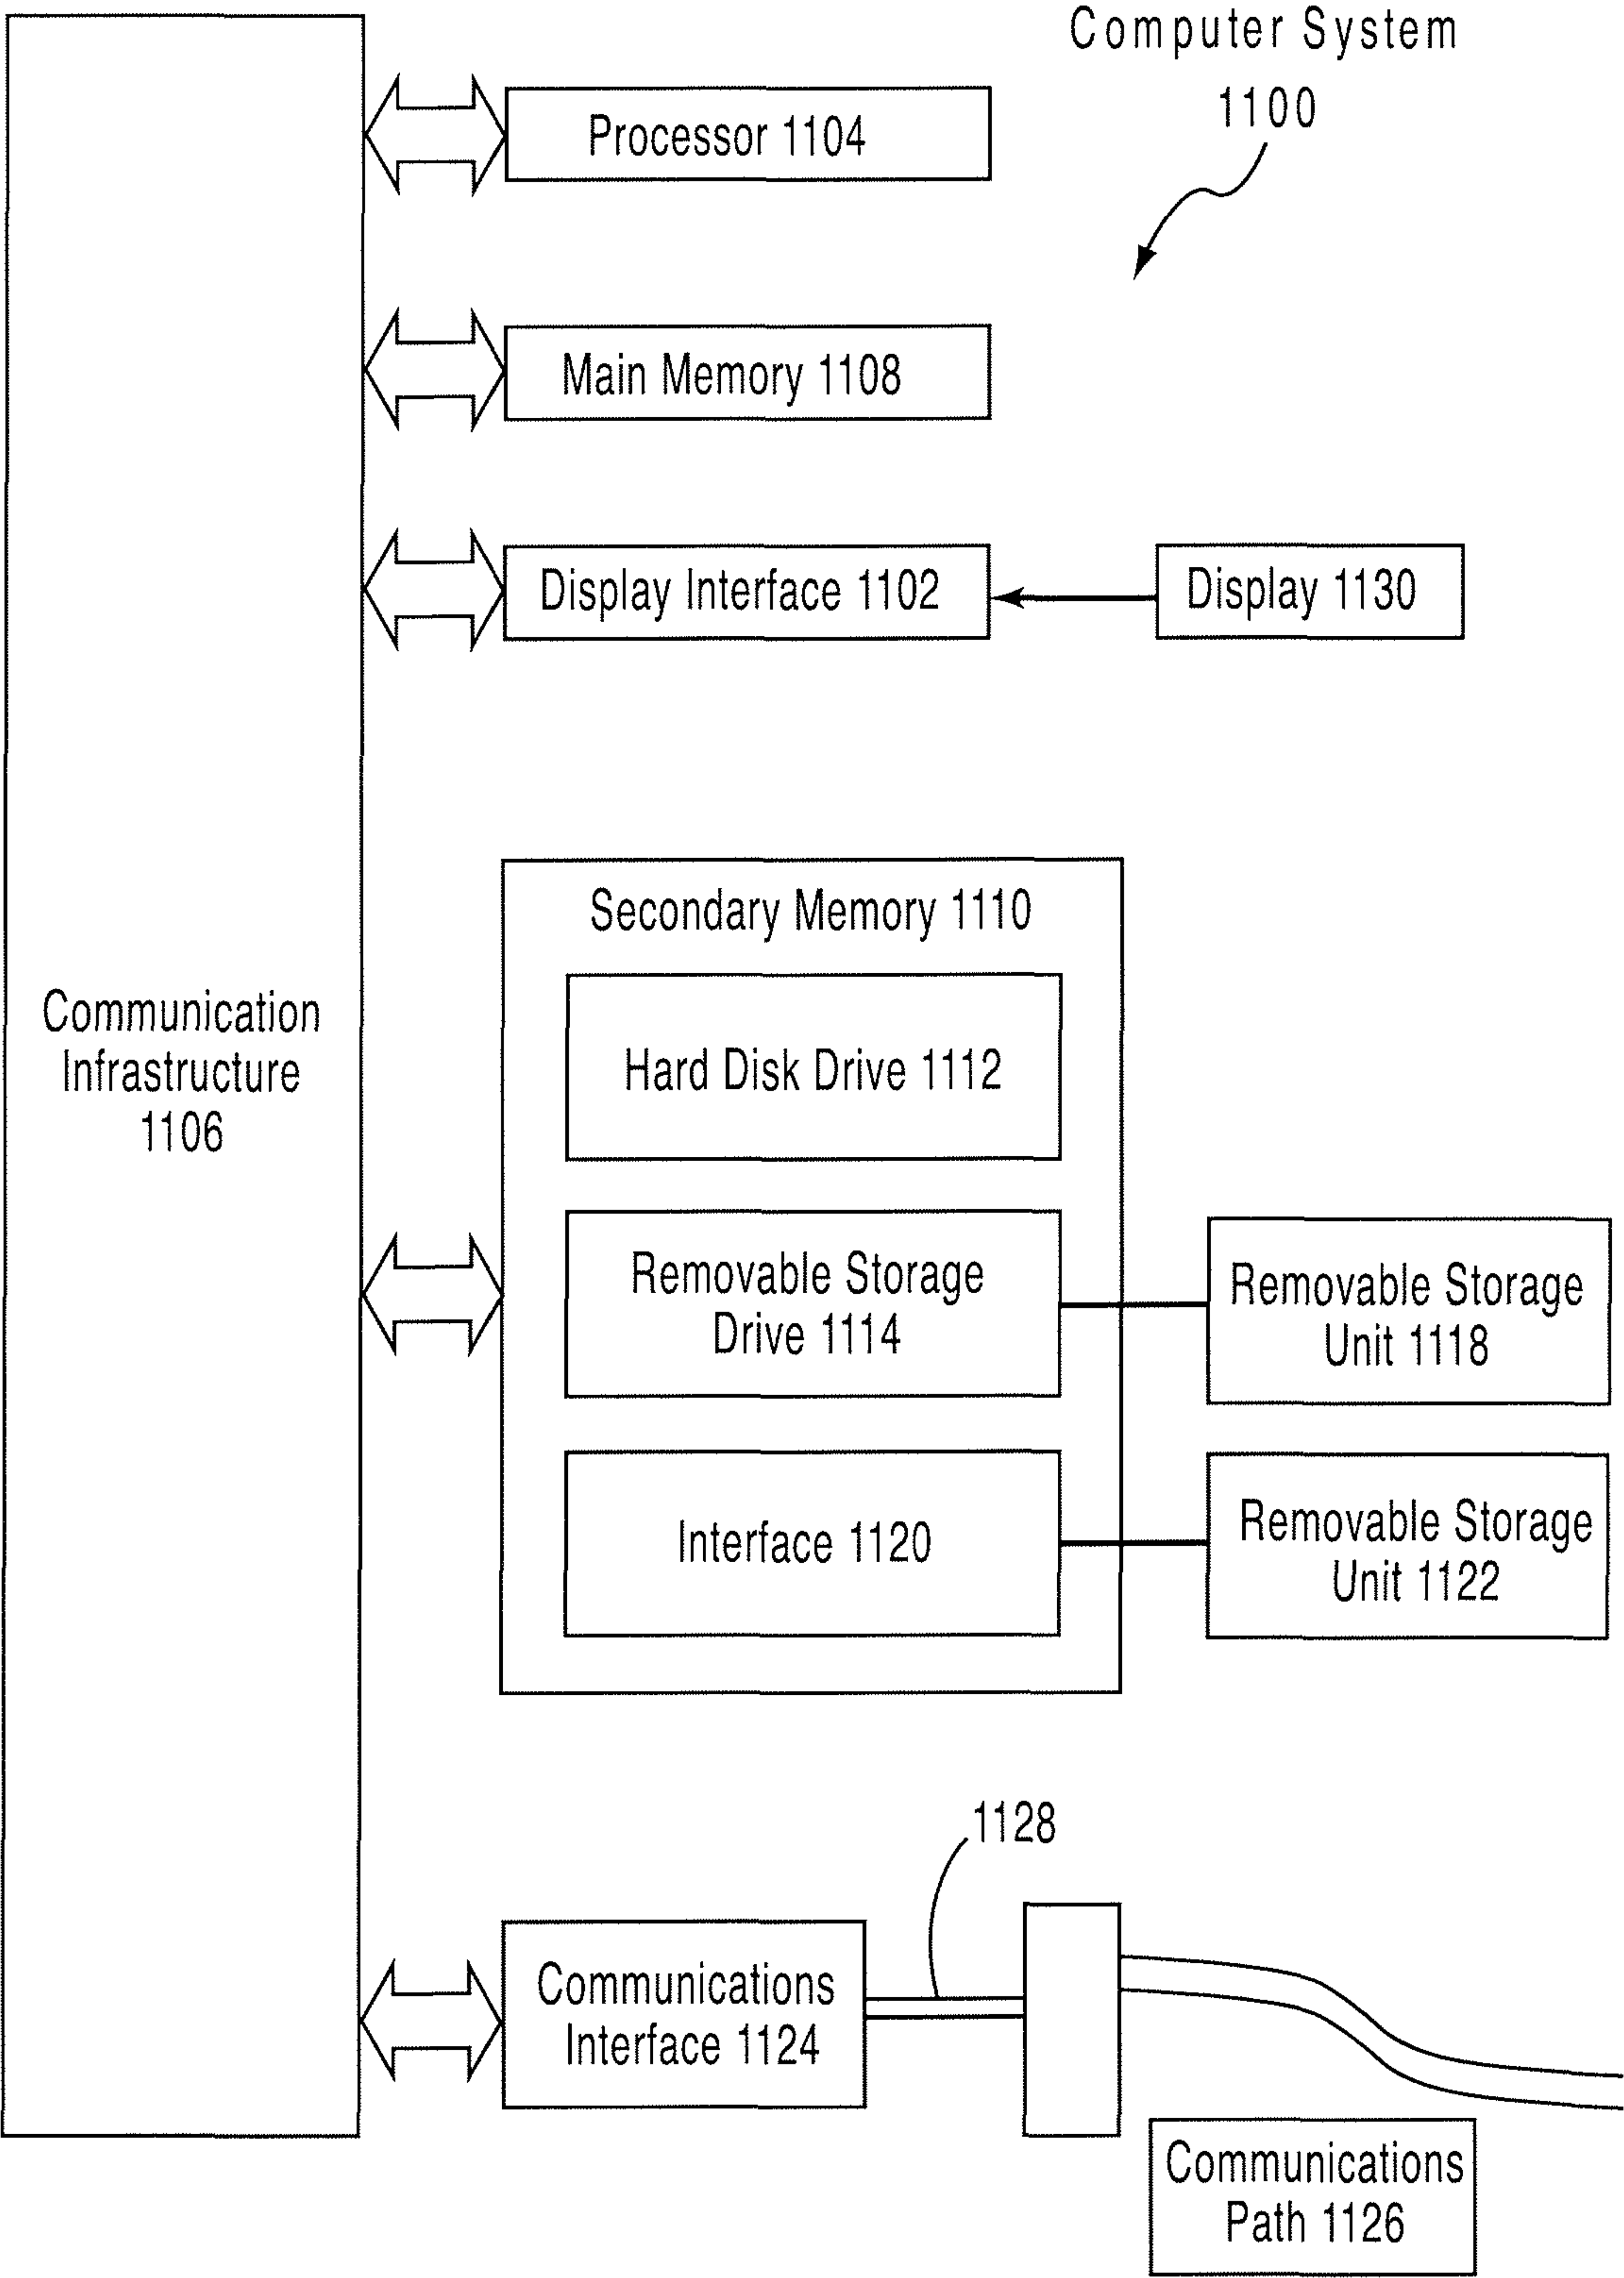 Computer System
1100
Processor 1104
Main Memory 1108
Display Interface 1102
Display 1130
Secondary Memory 1110
Communication
Infrastructure
1106
Hard Disk Drive 1112
Removable Storage
Drive 1114
Removable Storage
Unit 1118
Interface 1120
Removable Storage
Unit 1122
1128
Communications
Interface 1124
Communications
Path 1126